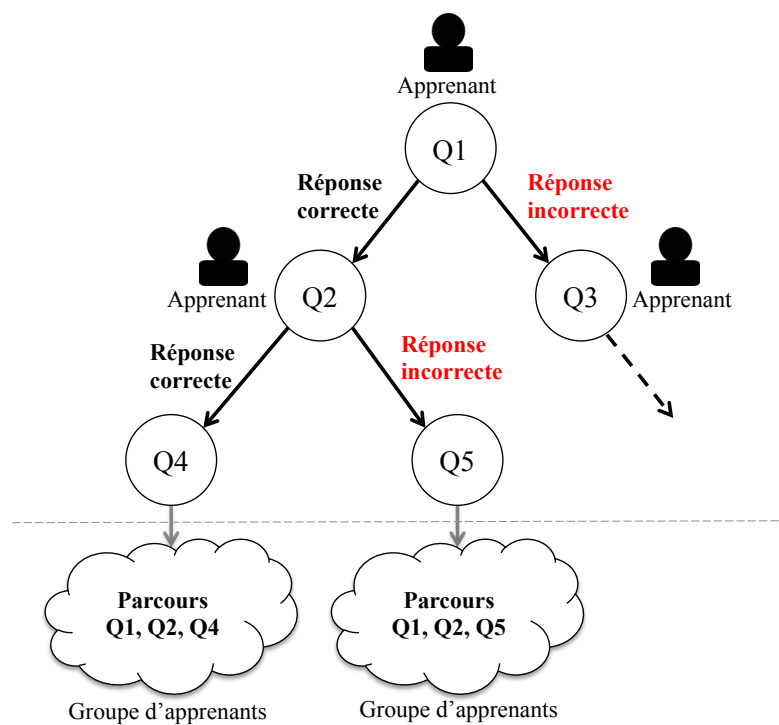 Apprenant
Q1
Réponse
correcte
Réponse
incorrecte
Apprenant
Q2
Q3
Apprenant
Réponse
correcte
Réponse
incorrecte
Q4
Q5
Parcours
Q1, Q2, Q4
Parcours
Q1, Q2, Q5
Groupe d’apprenants
Groupe d’apprenants